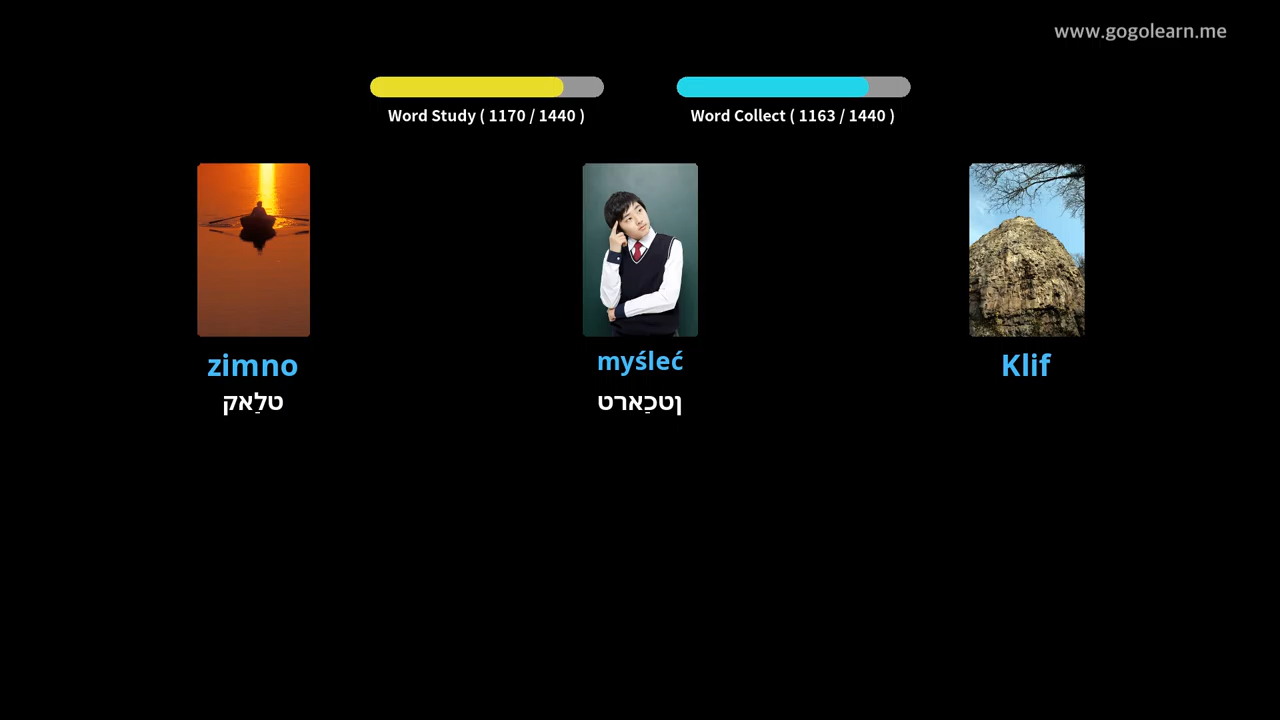 www.gogolearn.me
Word Study ( 1170 / 1440 )
Word Collect ( 1163 / 1440 )
zimno
myśleć
Klif
טלַאק
ןטכַארט